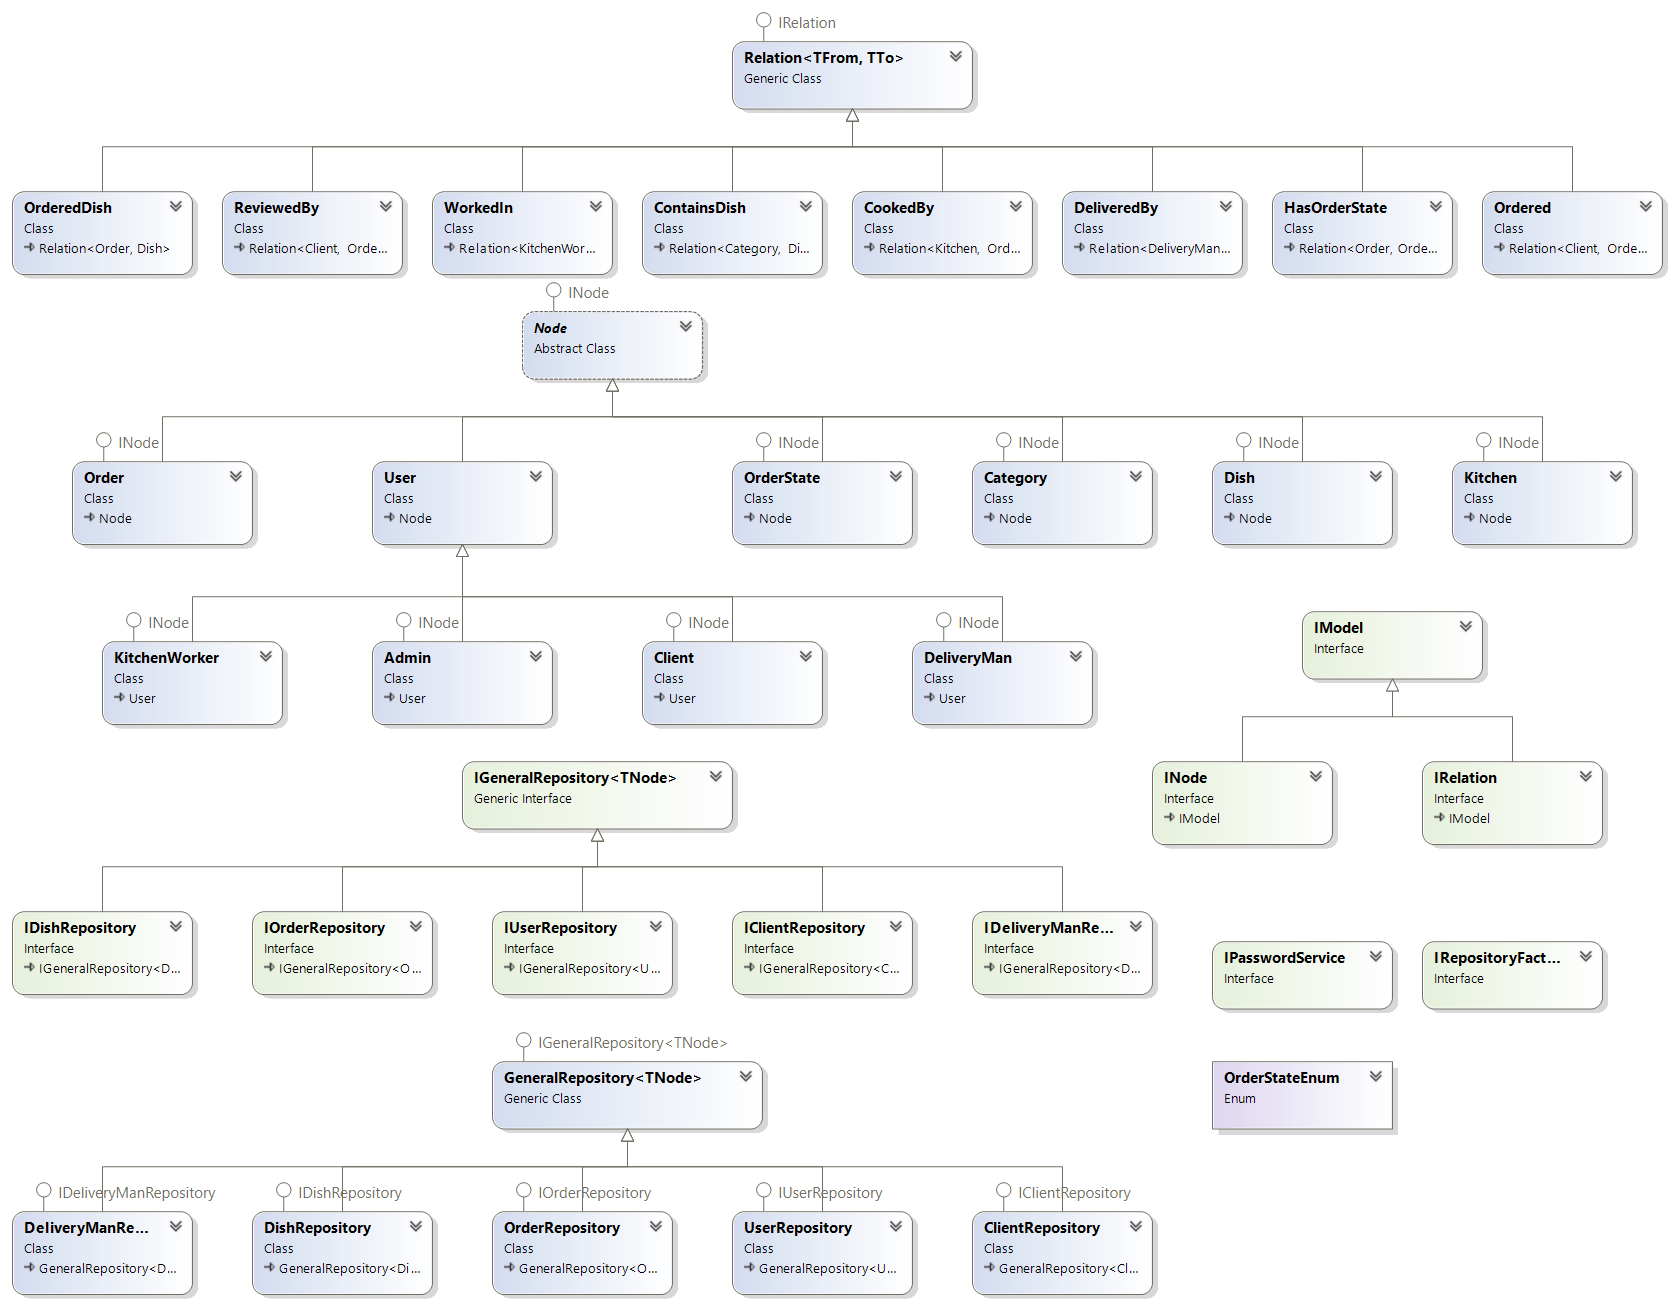 IRelation
Relation<TFrom, TTo>
Generic Class
OrderedDish
Class
Relation<Order, Dish>
ReviewedBy
Class
Relation<Client, Orde...
WorkedIn
Class
Relation<KitchenWor...
ContainsDish
Class
Relation<Category, Di...
CookedBy
Class
Relation<Kitchen, Ord...
DeliveredBy
Class
Relation<DeliveryMan...
HasOrderState
Class
Relation<Order, Orde...
Ordered
Class
Relation<Client, Orde...
INode
Node
Abstract Class
INode
Order
Class
Node
User
Class
Node
INode
OrderState
Class
Node
INode
Category
Class
Node
INode
Dish
Class
Node
INode
Kitchen
Class
Node
INode
KitchenWorker
Class
User
INode
Admin
Class
User
INode
Client
Class
User
INode
DeliveryMan
Class
User
IModel
Interface
INode
Interface
IModel
IRelation
Interface
IModel
IGeneralRepository<TNode>
Generic Interface
IDishRepository
Interface
IGeneralRepository<D...
IOrderRepository
Interface
IGeneralRepository<O...
IUserRepository
Interface
IGeneralRepository<U...
IClientRepository
Interface
IGeneralRepository<C...
IDeliveryManRe...
Interface
IGeneralRepository<D...
IPasswordService
Interface
IRepositoryFact...
Interface
IGeneralRepository<TNode>
GeneralRepository<TNode>
Generic Class
OrderStateEnum
Enum
IDeliveryManRepository
DeliveryManRe...
Class
GeneralRepository<D...
IDishRepository
DishRepository
Class
GeneralRepository<Di...
IOrderRepository
OrderRepository
Class
GeneralRepository<O...
IUserRepository
UserRepository
Class
GeneralRepository<U...
IClientRepository
ClientRepository
Class
GeneralRepository<Cl...